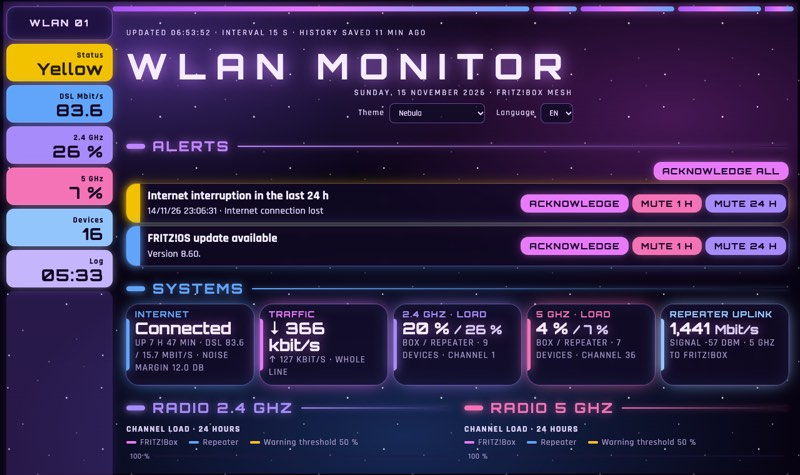 WLAN 01
Status
Yellow
DSL Mbit/s
83.6
2.4 GHz
26 %
5 GHz
7 %
Devices
16
Log
05:33
UPDATED 06:53:52 · INTERVAL 15 S · HISTORY SAVED 11 MIN AGO
WLAN MONITOR
SUNDAY, 15 NOVEMBER 2026 · FRITZ!BOX MESH
Theme Nebula Language EN
ALERTS
ACKNOWLEDGE ALL
Internet interruption in the last 24 h
14/11/26 23:06:31 · Internet connection lost
ACKNOWLEDGE MUTE 1 H MUTE 24 H
FRITZ!OS update available
Version 8.60.
ACKNOWLEDGE MUTE 1 H MUTE 24 H
SYSTEMS
INTERNET
Connected
UP 7 H 47 MIN · DSL 83.6
/ 15.7 MBIT/S · NOISE
MARGIN 12.0 DB
TRAFFIC
↓ 366
kbit/s
↑ 127 KBIT/S · WHOLE
LINE
2.4 GHZ · LOAD
20 % / 26 %
BOX / REPEATER · 9
DEVICES · CHANNEL 1
5 GHZ · LOAD
4 % / 7 %
BOX / REPEATER · 7
DEVICES · CHANNEL 36
REPEATER UPLINK
1,441 Mbit/s
SIGNAL -57 DBM · 5 GHZ
TO FRITZ!BOX
RADIO 2.4 GHZ
CHANNEL LOAD · 24 HOURS
FRITZ!Box Repeater Warning threshold 50 %
100 %
RADIO 5 GHZ
CHANNEL LOAD · 24 HOURS
FRITZ!Box Repeater Warning threshold 50 %
100 %